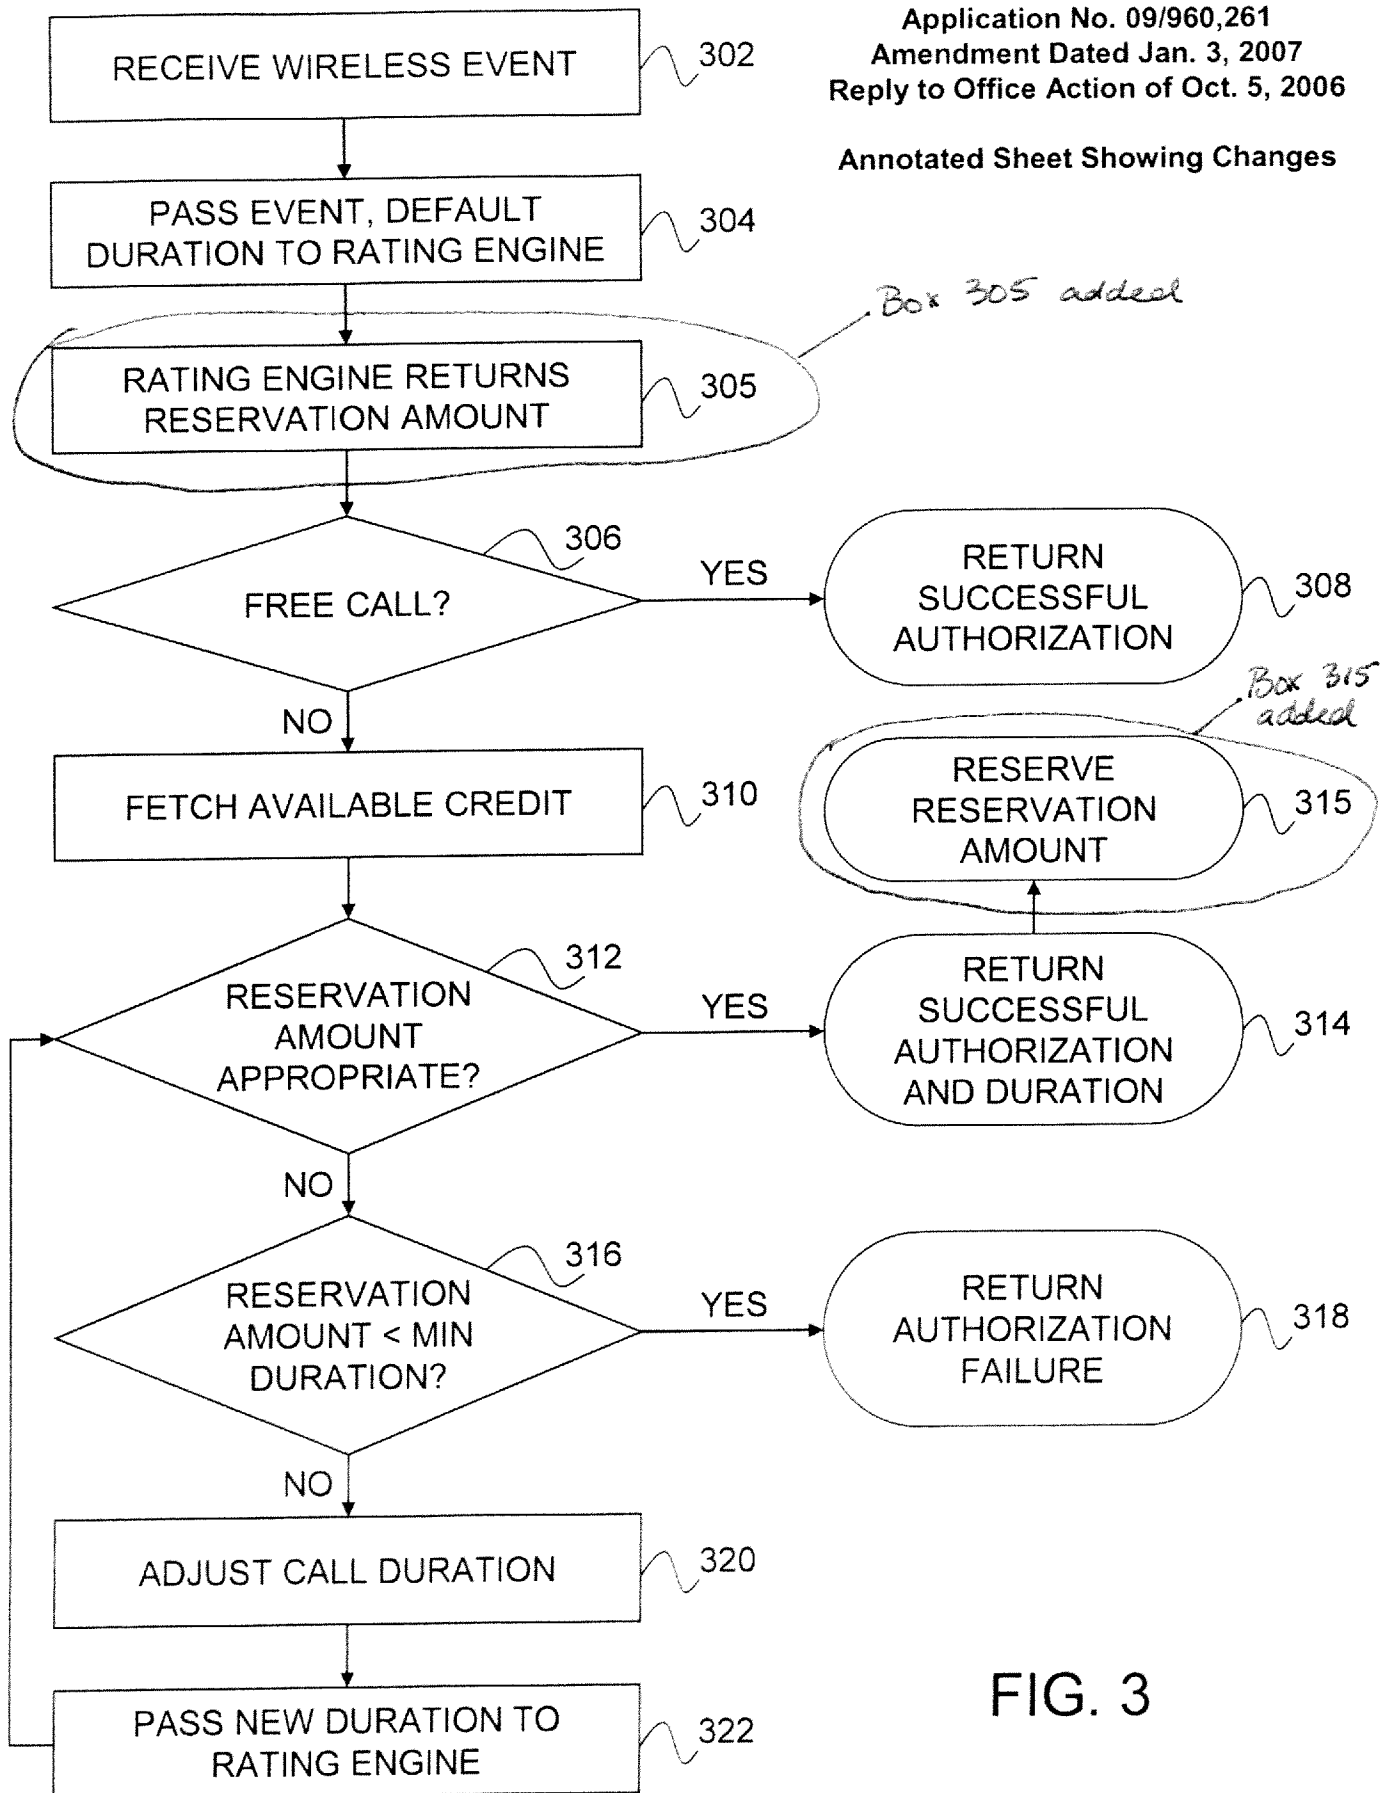 Application No. 09/960,261
Amendment Dated Jan. 3, 2007
Reply to Office Action of Oct. 5, 2006
Annotated Sheet Showing Changes
RECEIVE WIRELESS EVENT
302
PASS EVENT, DEFAULT
DURATION TO RATING ENGINE
304
Box 305 added
RATING ENGINE RETURNS
RESERVATION AMOUNT
305
FREE CALL?
306
YES
RETURN
SUCCESSFUL
AUTHORIZATION
308
NO
Box 315
added
FETCH AVAILABLE CREDIT
310
RESERVE
RESERVATION
AMOUNT
315
RESERVATION
AMOUNT
APPROPRIATE?
312
YES
RETURN
SUCCESSFUL
AUTHORIZATION
AND DURATION
314
NO
RESERVATION
AMOUNT < MIN
DURATION?
316
YES
RETURN
AUTHORIZATION
FAILURE
318
NO
ADJUST CALL DURATION
320
PASS NEW DURATION TO
RATING ENGINE
322
FIG. 3